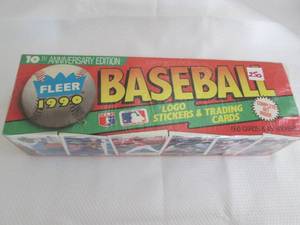 10TH ANNIVERSARY EDITION
FLEER
1990
BASEBALL
LOGO
STICKERS & TRADING
CARDS